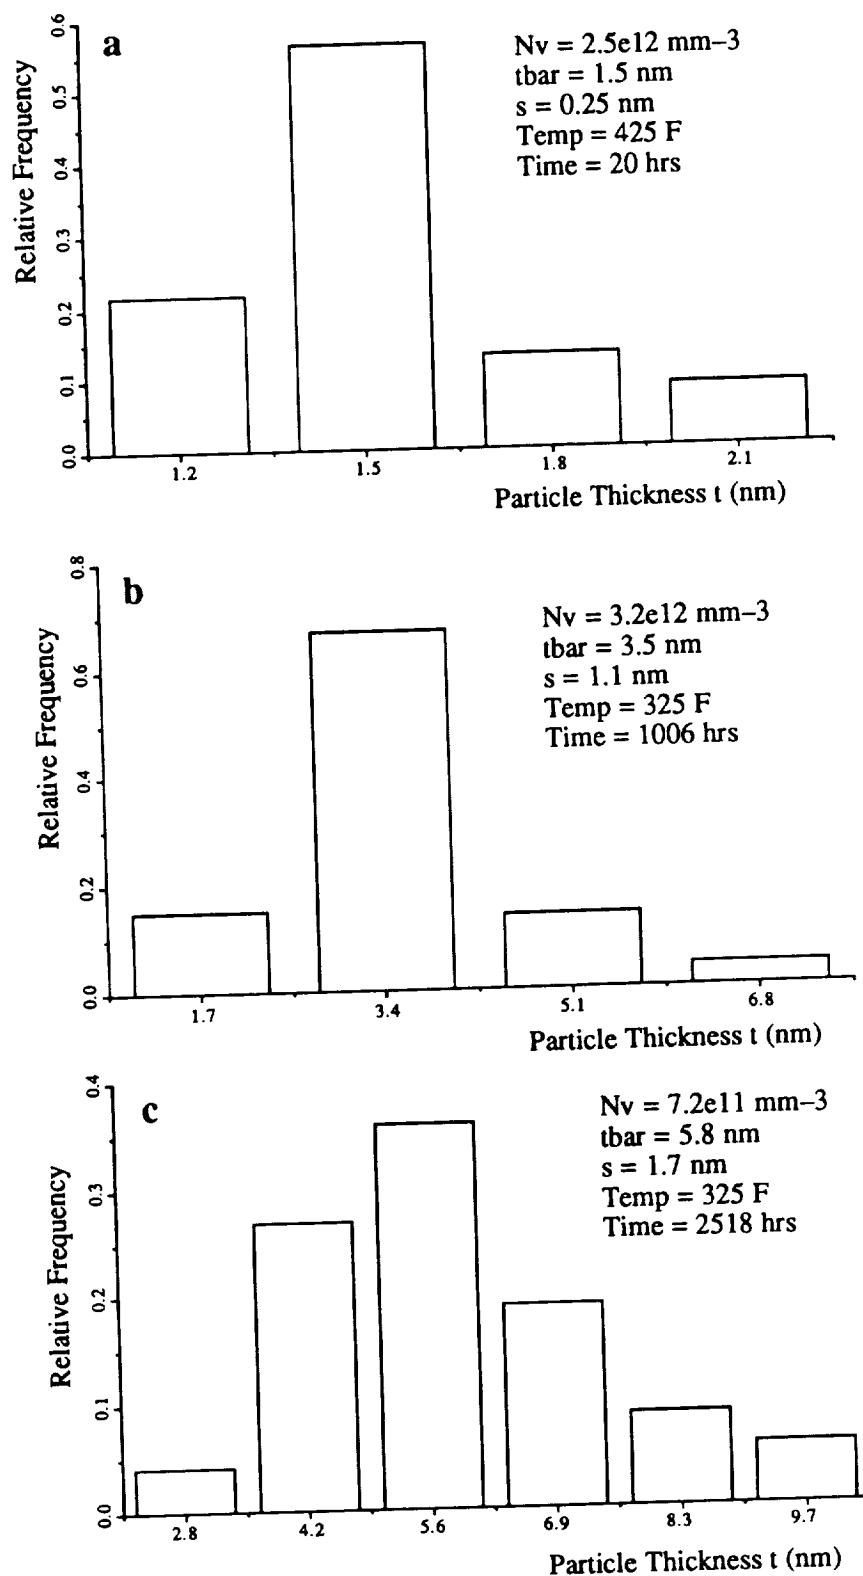 a
Nv = 2.5e12 mm–3
tbar = 1.5 nm
s = 0.25 nm
Temp = 425 F
Time = 20 hrs
Relative Frequency
0.6
0.5
0.4
0.3
0.2
0.1
0.0
1.2 1.5 1.8 2.1
Particle Thickness t (nm)
b
Nv = 3.2e12 mm–3
tbar = 3.5 nm
s = 1.1 nm
Temp = 325 F
Time = 1006 hrs
Relative Frequency
0.8
0.6
0.4
0.2
0.0
1.7 3.4 5.1 6.8
Particle Thickness t (nm)
c
Nv = 7.2e11 mm–3
tbar = 5.8 nm
s = 1.7 nm
Temp = 325 F
Time = 2518 hrs
Relative Frequency
0.4
0.3
0.2
0.1
0.0
2.8 4.2 5.6 6.9 8.3 9.7
Particle Thickness t (nm)